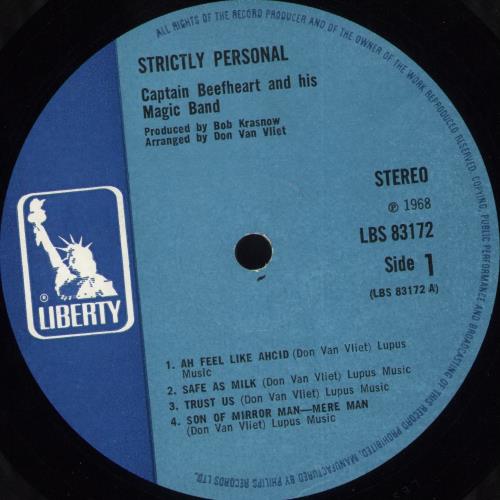 ALL RIGHTS OF THE RECORD PRODUCER AND OF THE OWNER OF THE WORK REPRODUCED RESERVED. COPYING, PUBLIC PERFORMANCE AND BROADCASTING OF THIS RECORD PROHIBITED. MANUFACTURED BY PHILIPS RECORDS LTD.
STRICTLY PERSONAL
Captain Beefheart and his
Magic Band
Produced by Bob Krasnow
Arranged by Don Van Vliet
STEREO
℗ 1968
LBS 83172
Side 1
(LBS 83172 A)
® LIBERTY
1. AH FEEL LIKE AHCID (Don Van Vliet) Lupus
Music
2. SAFE AS MILK (Don Van Vliet) Lupus Music
3. TRUST US (Don Van Vliet) Lupus Music
4. SON OF MIRROR MAN—MERE MAN
(Don Van Vliet) Lupus Music